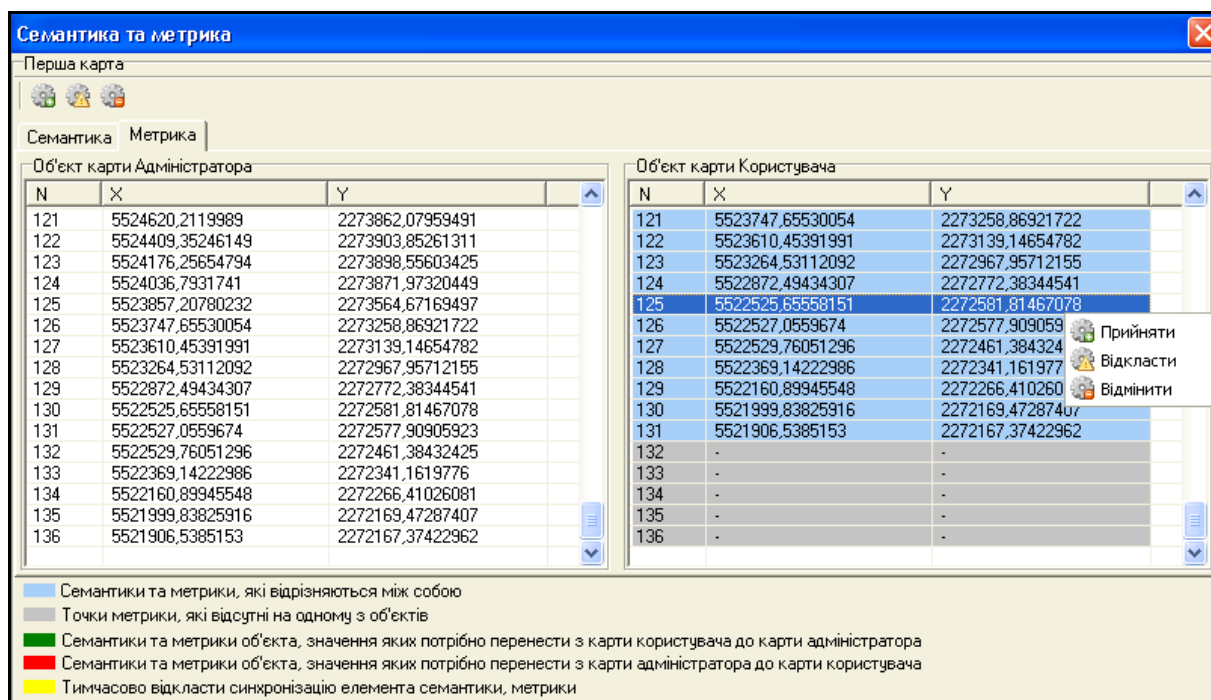 Семантика та метрика
Перша карта
Семантика Метрика
Об'єкт карти Адміністратора Об'єкт карти Користувача
N X Y N X Y
121 5524620,2119989 2273862,07959491 121 5523747,65530054 2273258,86921722
122 5524409,35246149 2273903,85261311 122 5523610,45391991 2273139,14654782
123 5524176,25654794 2273898,55603425 123 5523264,53112092 2272967,95712155
124 5524036,7931741 2273871,97320449 124 5522872,49434307 2272772,38344541
125 5523857,20780232 2273564,67169497 125 5522525,65558151 2272581,81467078
126 5523747,65530054 2273258,86921722 126 5522527,0559674 2272577,909059 Прийняти
127 5523610,45391991 2273139,14654782 127 5522529,76051296 2272461,384324
128 5523264,53112092 2272967,95712155 128 5522369,14222986 2272341,161977 Відкласти
129 5522872,49434307 2272772,38344541 129 5522160,89945548 2272266,410260 Відмінити
130 5522525,65558151 2272581,81467078 130 5521999,83825916 2272169,47287407
131 5522527,0559674 2272577,90905923 131 5521906,5385153 2272167,37422962
132 5522529,76051296 2272461,38432425 132 - -
133 5522369,14222986 2272341,1619776 133 - -
134 5522160,89945548 2272266,41026081 134 - -
135 5521999,83825916 2272169,47287407 135 - -
136 5521906,5385153 2272167,37422962 136 - -
Семантики та метрики, які відрізняються між собою
Точки метрики, які відсутні на одному з об'єктів
Семантики та метрики об'єкта, значення яких потрібно перенести з карти користувача до карти адміністратора
Семантики та метрики об'єкта, значення яких потрібно перенести з карти адміністратора до карти користувача
Тимчасово відкласти синхронізацію елемента семантики, метрики